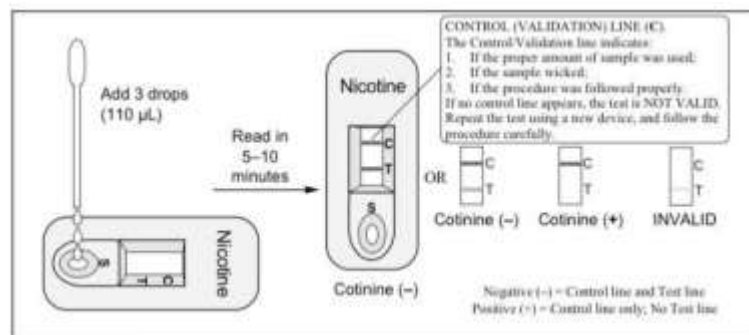 CONTROL (VALIDATION) LINE (C).
The Control/Validation line indicates:
1. If the proper amount of sample was used;
2. If the sample wicked;
3. If the procedure was followed properly.
If no control line appears, the test is NOT VALID.
Repeat the test using a new device, and follow the
procedure carefully.
Add 3 drops
(110 µL)
Read in
5–10
minutes
Nicotine
C
T
S
Cotinine (–)
S
T
C
Nicotine
OR
C
T
Cotinine (–)
C
T
Cotinine (+)
C
T
INVALID
Negative (–) = Control line and Test line
Positive (+) = Control line only; No Test line